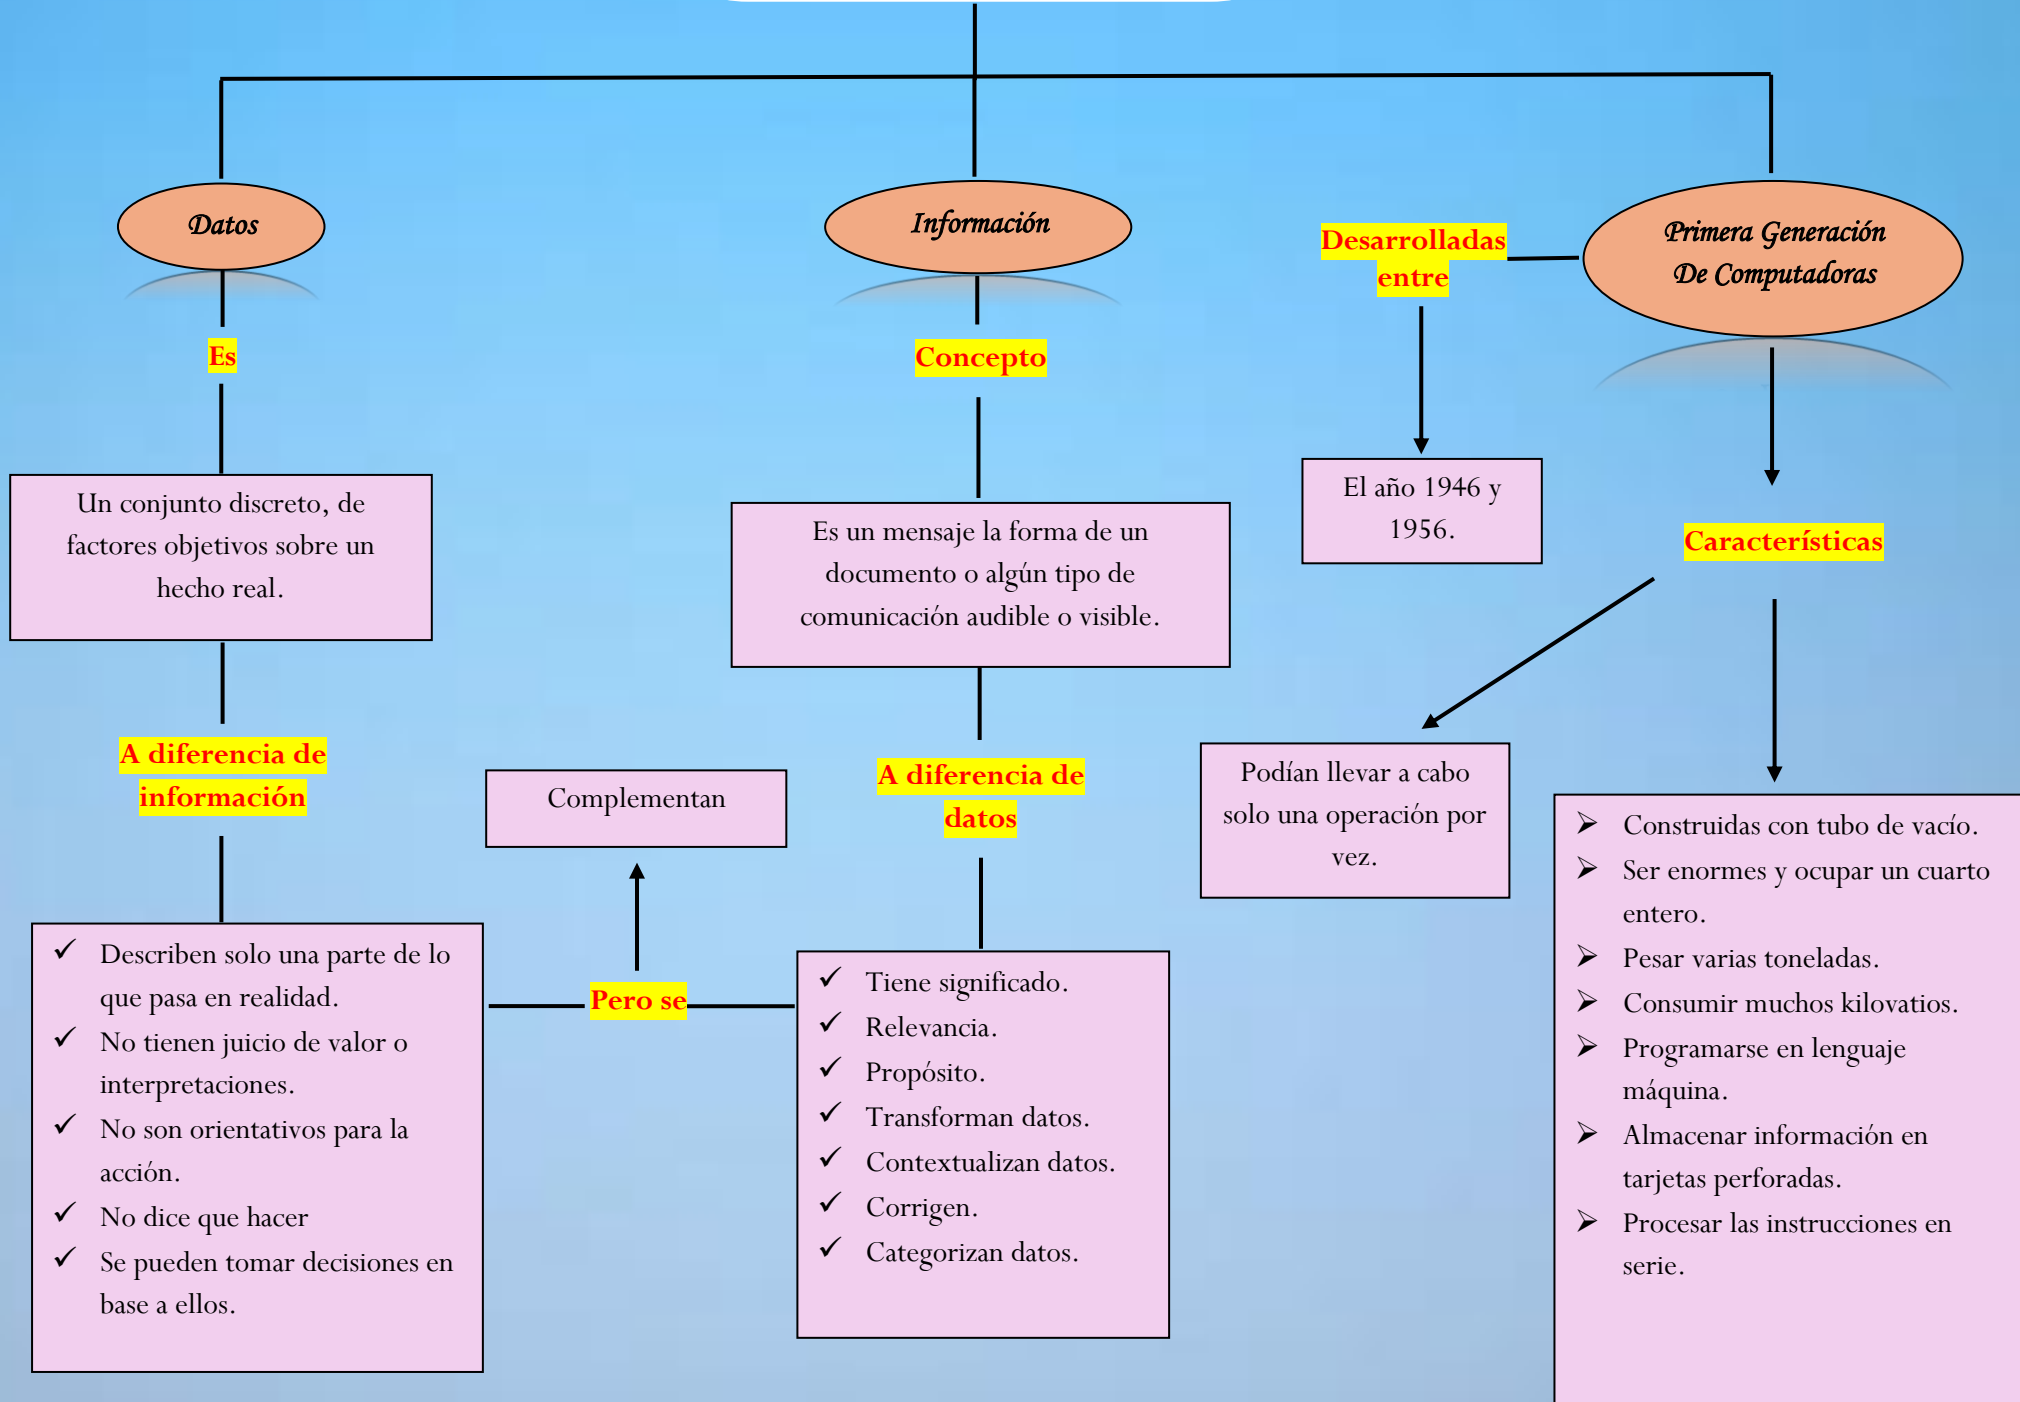 Datos
Es
Un conjunto discreto, de
factores objetivos sobre un
hecho real.
A diferencia de
información
Describen solo una parte de lo
que pasa en realidad.
No tienen juicio de valor o
interpretaciones.
No son orientativos para la
acción.
No dice que hacer
Se pueden tomar decisiones en
base a ellos.
Pero se
Complementan
Información
Concepto
Es un mensaje la forma de un
documento o algún tipo de
comunicación audible o visible.
A diferencia de
datos
Tiene significado.
Relevancia.
Propósito.
Transforman datos.
Contextualizan datos.
Corrigen.
Categorizan datos.
Primera Generación
De Computadoras
Desarrolladas
entre
El año 1946 y
1956.
Características
Podían llevar a cabo
solo una operación por
vez.
Construidas con tubo de vacío.
Ser enormes y ocupar un cuarto
entero.
Pesar varias toneladas.
Consumir muchos kilovatios.
Programarse en lenguaje
máquina.
Almacenar información en
tarjetas perforadas.
Procesar las instrucciones en
serie.